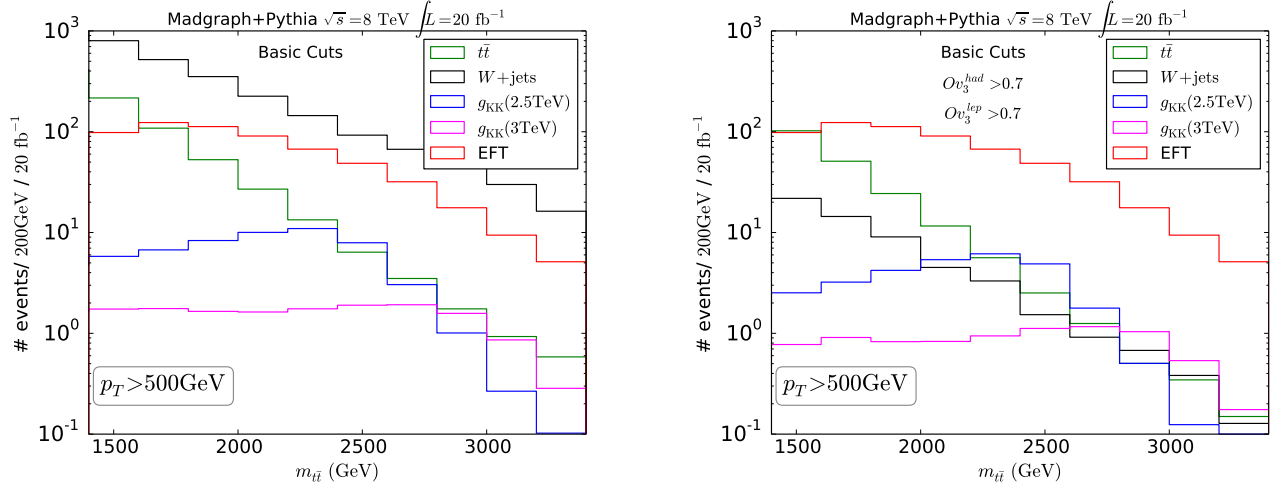 Madgraph+Pythia √s =8 TeV ∫L=20 fb⁻¹
Basic Cuts
tt̄
W+jets
g_KK(2.5TeV)
g_KK(3TeV)
EFT
p_T>500GeV
# events/ 200GeV / 20 fb⁻¹
10³
10²
10¹
10⁰
10⁻¹
1500 2000 2500 3000
m_tt̄ (GeV)
Madgraph+Pythia √s =8 TeV ∫L=20 fb⁻¹
Basic Cuts
Ov₃^had >0.7
Ov₃^lep >0.7
tt̄
W+jets
g_KK(2.5TeV)
g_KK(3TeV)
EFT
p_T>500GeV
# events/ 200GeV / 20 fb⁻¹
10³
10²
10¹
10⁰
10⁻¹
1500 2000 2500 3000
m_tt̄ (GeV)